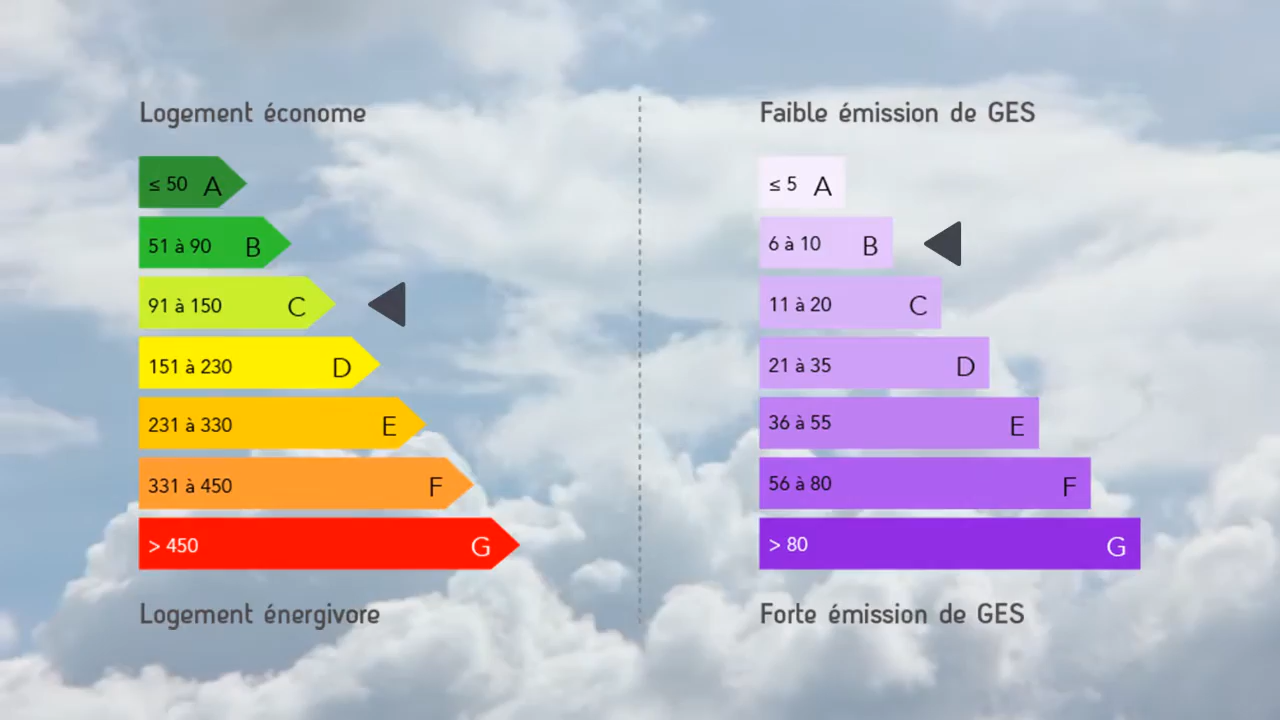 Logement économe
≤ 50 A
51 à 90 B
91 à 150 C
151 à 230 D
231 à 330 E
331 à 450 F
> 450 G
Logement énergivore
Faible émission de GES
≤ 5 A
6 à 10 B
11 à 20 C
21 à 35 D
36 à 55 E
56 à 80 F
> 80 G
Forte émission de GES